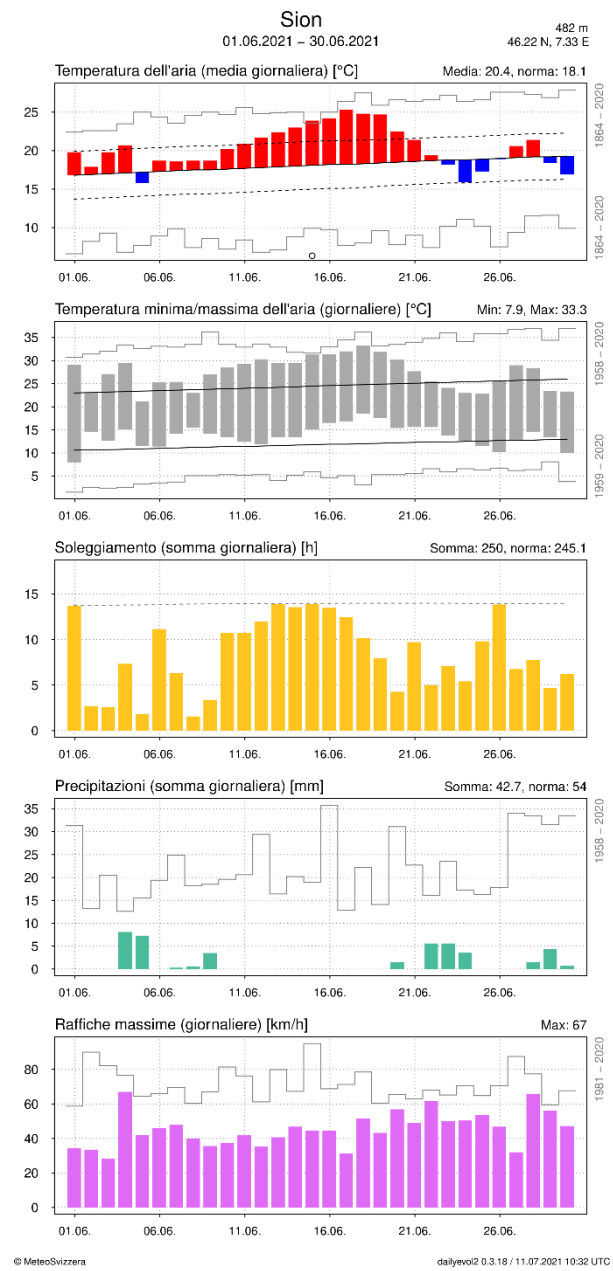 Sion
01.06.2021 – 30.06.2021
482 m
46.22 N, 7.33 E
Temperatura dell'aria (media giornaliera) [°C]
Media: 20.4, norma: 18.1
25
20
15
10
1864 – 2020
1864 – 2020
01.06. 06.06. 11.06. 16.06. 21.06. 26.06.
Temperatura minima/massima dell'aria (giornaliere) [°C]
Min: 7.9, Max: 33.3
35
30
25
20
15
10
5
1958 – 2020
1959 – 2020
01.06. 06.06. 11.06. 16.06. 21.06. 26.06.
Soleggiamento (somma giornaliera) [h]
Somma: 250, norma: 245.1
15
10
5
0
01.06. 06.06. 11.06. 16.06. 21.06. 26.06.
Precipitazioni (somma giornaliera) [mm]
Somma: 42.7, norma: 54
35
30
25
20
15
10
5
0
1958 – 2020
01.06. 06.06. 11.06. 16.06. 21.06. 26.06.
Raffiche massime (giornaliere) [km/h]
Max: 67
80
60
40
20
0
1981 – 2020
01.06. 06.06. 11.06. 16.06. 21.06. 26.06.
© MeteoSvizzera
dailyevol2 0.3.18 / 11.07.2021 10:32 UTC